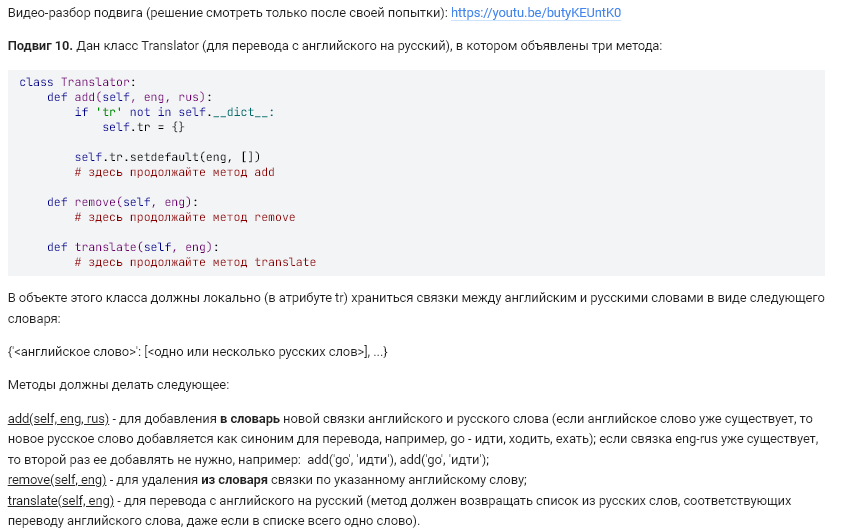 Видео-разбор подвига (решение смотреть только после своей попытки): https://youtu.be/butyKEUntK0
Подвиг 10. Дан класс Translator (для перевода с английского на русский), в котором объявлены три метода:
class Translator:
    def add(self, eng, rus):
        if 'tr' not in self.__dict__:
            self.tr = {}

        self.tr.setdefault(eng, [])
        # здесь продолжайте метод add

    def remove(self, eng):
        # здесь продолжайте метод remove

    def translate(self, eng):
        # здесь продолжайте метод translate
В объекте этого класса должны локально (в атрибуте tr) храниться связки между английским и русскими словами в виде следующего
словаря:
{'<английское слово>': [<одно или несколько русских слов>], ...}
Методы должны делать следующее:
add(self, eng, rus) - для добавления в словарь новой связки английского и русского слова (если английское слово уже существует, то
новое русское слово добавляется как синоним для перевода, например, go - идти, ходить, ехать); если связка eng-rus уже существует,
то второй раз ее добавлять не нужно, например:  add('go', 'идти'), add('go', 'идти');
remove(self, eng) - для удаления из словаря связки по указанному английскому слову;
translate(self, eng) - для перевода с английского на русский (метод должен возвращать список из русских слов, соответствующих
переводу английского слова, даже если в списке всего одно слово).